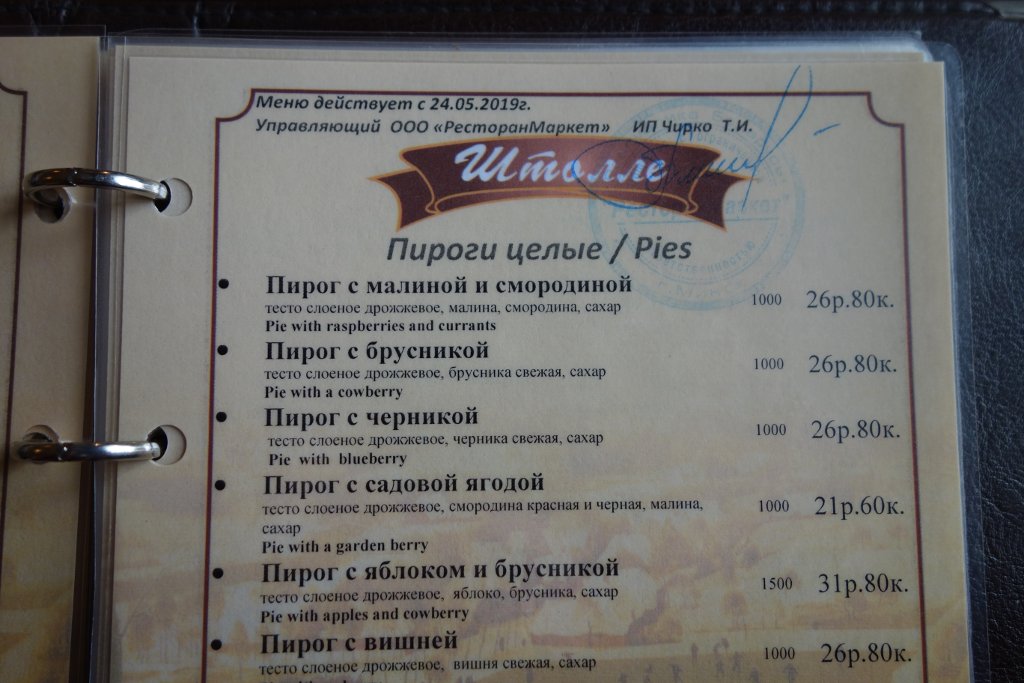 Меню действует с 24.05.2019г.
Управляющий ООО «РесторанМаркет» ИП Чирко Т.И.
Штолле
Пироги целые / Pies
• Пирог с малиной и смородиной
тесто слоеное дрожжевое, малина, смородина, сахар 1000 26р.80к.
Pie with raspberries and currants
• Пирог с брусникой
тесто слоеное дрожжевое, брусника свежая, сахар 1000 26р.80к.
Pie with a cowberry
• Пирог с черникой
тесто слоеное дрожжевое, черника свежая, сахар 1000 26р.80к.
Pie with blueberry
• Пирог с садовой ягодой
тесто слоеное дрожжевое, смородина красная и черная, малина, 1000 21р.60к.
сахар
Pie with a garden berry
• Пирог с яблоком и брусникой
тесто слоеное дрожжевое, яблоко, брусника, сахар 1500 31р.80к.
Pie with apples and cowberry
• Пирог с вишней
тесто слоеное дрожжевое, вишня свежая, сахар 1000 26р.80к.